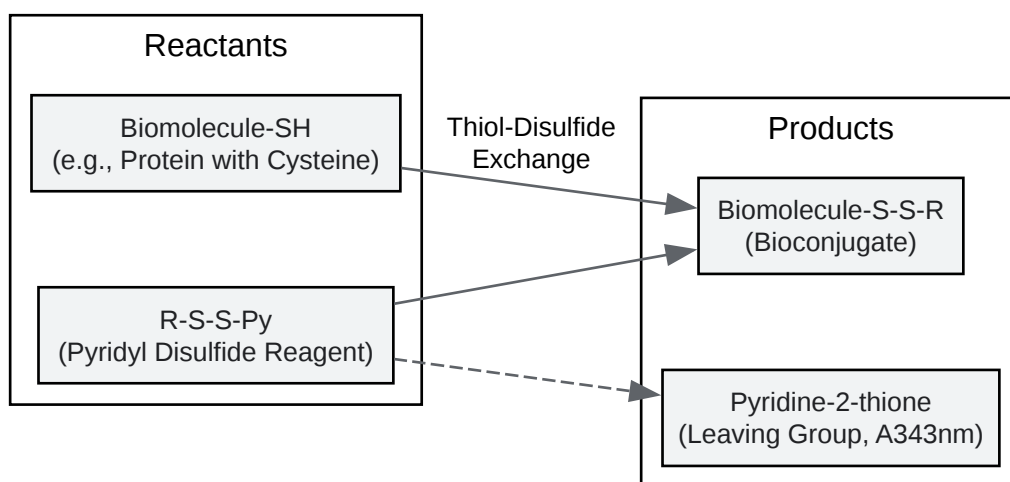 Reactants
Biomolecule-SH
(e.g., Protein with Cysteine)
R-S-S-Py
(Pyridyl Disulfide Reagent)
Thiol-Disulfide
Exchange
Products
Biomolecule-S-S-R
(Bioconjugate)
Pyridine-2-thione
(Leaving Group, A343nm)